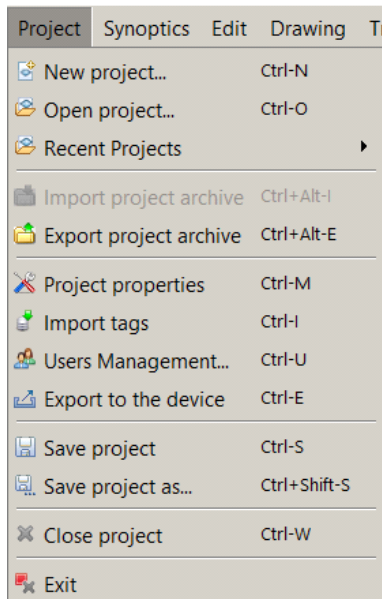 Project Synoptics Edit Drawing T
New project... Ctrl-N
Open project... Ctrl-O
Recent Projects
Import project archive Ctrl+Alt-I
Export project archive Ctrl+Alt-E
Project properties Ctrl-M
Import tags Ctrl-I
Users Management... Ctrl-U
Export to the device Ctrl-E
Save project Ctrl-S
Save project as... Ctrl+Shift-S
Close project Ctrl-W
Exit